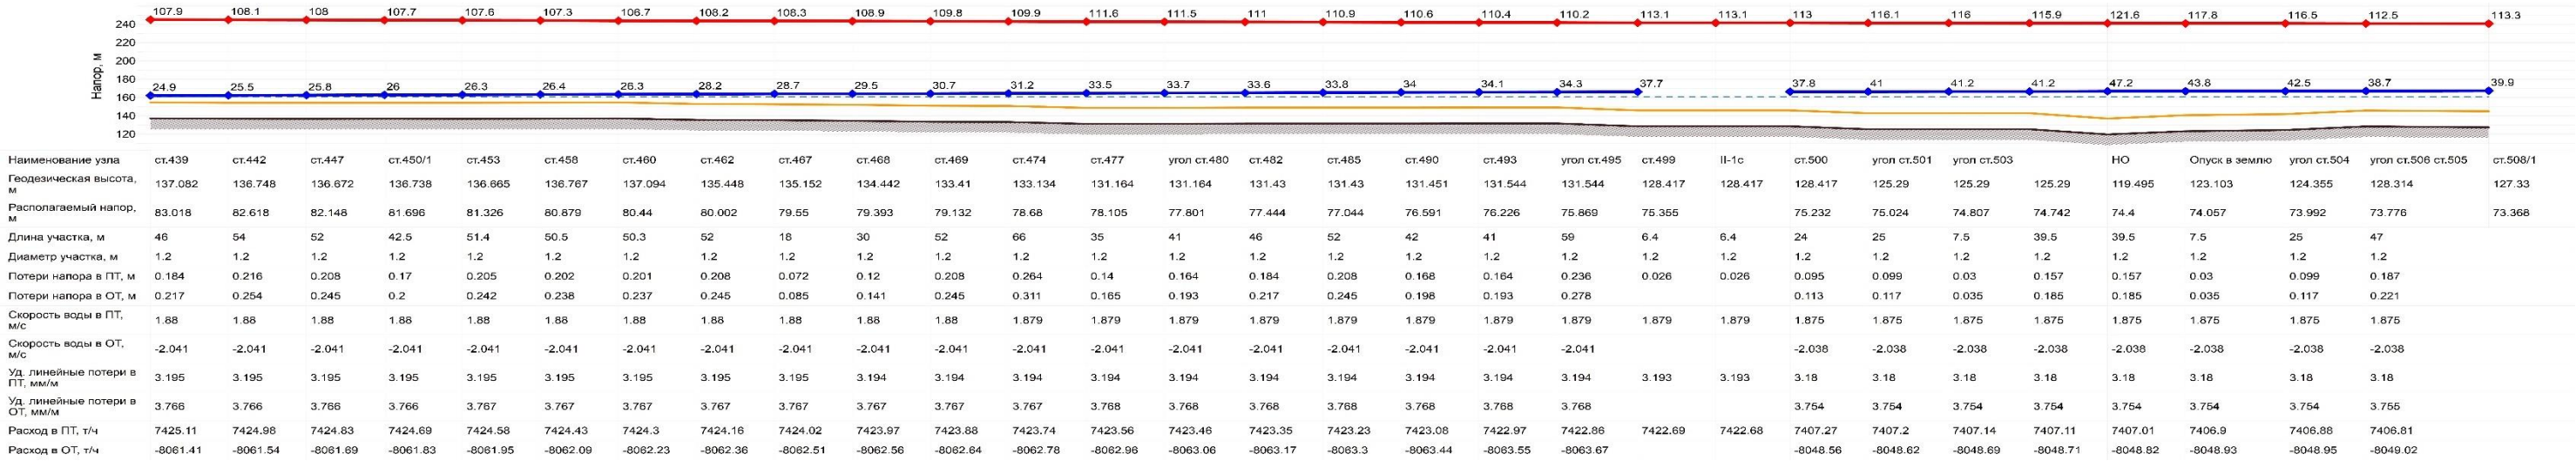 107.9 108.1 108 107.7 107.6 107.3 106.7 108.2 108.3 108.9 109.8 109.9 111.6 111.5 111 110.9 110.6 110.4 110.2 113.1 113.1 113 116.1 116 115.9 121.6 117.8 116.5 112.5 113.3
Напор, м
240
220
200
180
160
140
120
24.9 25.5 25.8 26 26.3 26.4 26.3 28.2 28.7 29.5 30.7 31.2 33.5 33.7 33.6 33.8 34 34.1 34.3 37.7 37.8 41 41.2 41.2 47.2 43.8 42.5 38.7 39.9
Наименование узла ст.439 ст.442 ст.447 ст.450/1 ст.453 ст.458 ст.460 ст.462 ст.467 ст.468 ст.469 ст.474 ст.477 угол ст.480 ст.482 ст.485 ст.490 ст.493 угол ст.495 ст.499 II-1с ст.500 угол ст.501 угол ст.503 НО Опуск в землю угол ст.504 угол ст.506 ст.505 ст.508/1
Геодезическая высота,
м 137.082 136.748 136.672 136.738 136.665 136.767 137.094 135.448 135.152 134.442 133.41 133.134 131.164 131.164 131.43 131.43 131.451 131.544 131.544 128.417 128.417 128.417 125.29 125.29 125.29 119.495 123.103 124.355 128.314 127.33
Располагаемый напор,
м 83.018 82.618 82.148 81.696 81.326 80.879 80.44 80.002 79.55 79.393 79.132 78.68 78.105 77.801 77.444 77.044 76.591 76.226 75.869 75.355 75.232 75.024 74.807 74.742 74.4 74.057 73.992 73.776 73.368
Длина участка, м 46 54 52 42.5 51.4 50.5 50.3 52 18 30 52 66 35 41 46 52 42 41 59 6.4 6.4 24 25 7.5 39.5 39.5 7.5 25 47
Диаметр участка, м 1.2 1.2 1.2 1.2 1.2 1.2 1.2 1.2 1.2 1.2 1.2 1.2 1.2 1.2 1.2 1.2 1.2 1.2 1.2 1.2 1.2 1.2 1.2 1.2 1.2 1.2 1.2 1.2 1.2
Потери напора в ПТ, м 0.184 0.216 0.208 0.17 0.205 0.202 0.201 0.208 0.072 0.12 0.208 0.264 0.14 0.164 0.184 0.208 0.168 0.164 0.236 0.026 0.026 0.095 0.099 0.03 0.157 0.157 0.03 0.099 0.187
Потери напора в ОТ, м 0.217 0.254 0.245 0.2 0.242 0.238 0.237 0.245 0.085 0.141 0.245 0.311 0.165 0.193 0.217 0.245 0.198 0.193 0.278 0.113 0.117 0.035 0.185 0.185 0.035 0.117 0.221
Скорость воды в ПТ,
м/с 1.88 1.88 1.88 1.88 1.88 1.88 1.88 1.88 1.88 1.88 1.88 1.879 1.879 1.879 1.879 1.879 1.879 1.879 1.879 1.879 1.879 1.875 1.875 1.875 1.875 1.875 1.875 1.875 1.875
Скорость воды в ОТ,
м/с -2.041 -2.041 -2.041 -2.041 -2.041 -2.041 -2.041 -2.041 -2.041 -2.041 -2.041 -2.041 -2.041 -2.041 -2.041 -2.041 -2.041 -2.041 -2.041 -2.038 -2.038 -2.038 -2.038 -2.038 -2.038 -2.038 -2.038
Уд. линейные потери в
ПТ, мм/м 3.195 3.195 3.195 3.195 3.195 3.195 3.195 3.195 3.195 3.194 3.194 3.194 3.194 3.194 3.194 3.194 3.194 3.194 3.194 3.193 3.193 3.18 3.18 3.18 3.18 3.18 3.18 3.18 3.18
Уд. линейные потери в
ОТ, мм/м 3.766 3.766 3.766 3.766 3.767 3.767 3.767 3.767 3.767 3.767 3.767 3.767 3.768 3.768 3.768 3.768 3.768 3.768 3.768 3.754 3.754 3.754 3.754 3.754 3.754 3.754 3.755
Расход в ПТ, т/ч 7425.11 7424.98 7424.83 7424.69 7424.58 7424.43 7424.3 7424.16 7424.02 7423.97 7423.88 7423.74 7423.56 7423.46 7423.35 7423.23 7423.08 7422.97 7422.86 7422.69 7422.68 7407.27 7407.2 7407.14 7407.11 7407.01 7406.9 7406.88 7406.81
Расход в ОТ, т/ч -8061.41 -8061.54 -8061.69 -8061.83 -8061.95 -8062.09 -8062.23 -8062.36 -8062.51 -8062.56 -8062.64 -8062.78 -8062.96 -8063.06 -8063.17 -8063.3 -8063.44 -8063.55 -8063.67 -8048.56 -8048.62 -8048.69 -8048.71 -8048.82 -8048.93 -8048.95 -8049.02